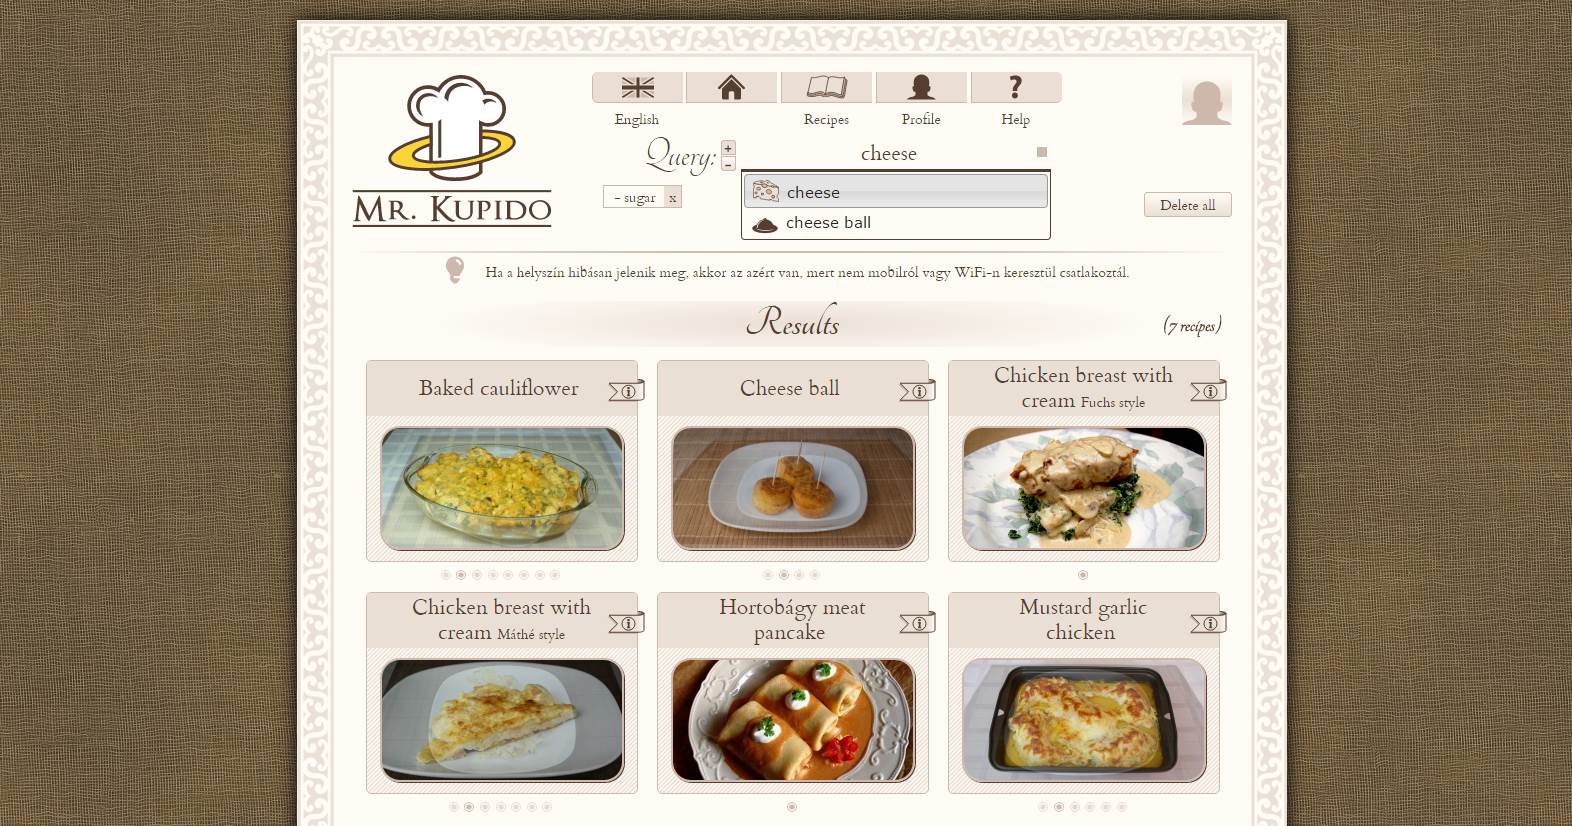 English
Recipes
Profile
?
Help
Query:
+
-
cheese
MR. KUPIDO
- sugar
x
cheese
cheese ball
Delete all
Ha a helyszín hibásan jelenik meg, akkor az azért van, mert nem mobilról vagy WiFi-n keresztül csatlakoztál.
Results
(7 recipes)
Baked cauliflower
i
Cheese ball
i
Chicken breast with
cream Fuchs style
i
Chicken breast with
cream Máthé style
i
Hortobágy meat
pancake
i
Mustard garlic
chicken
i